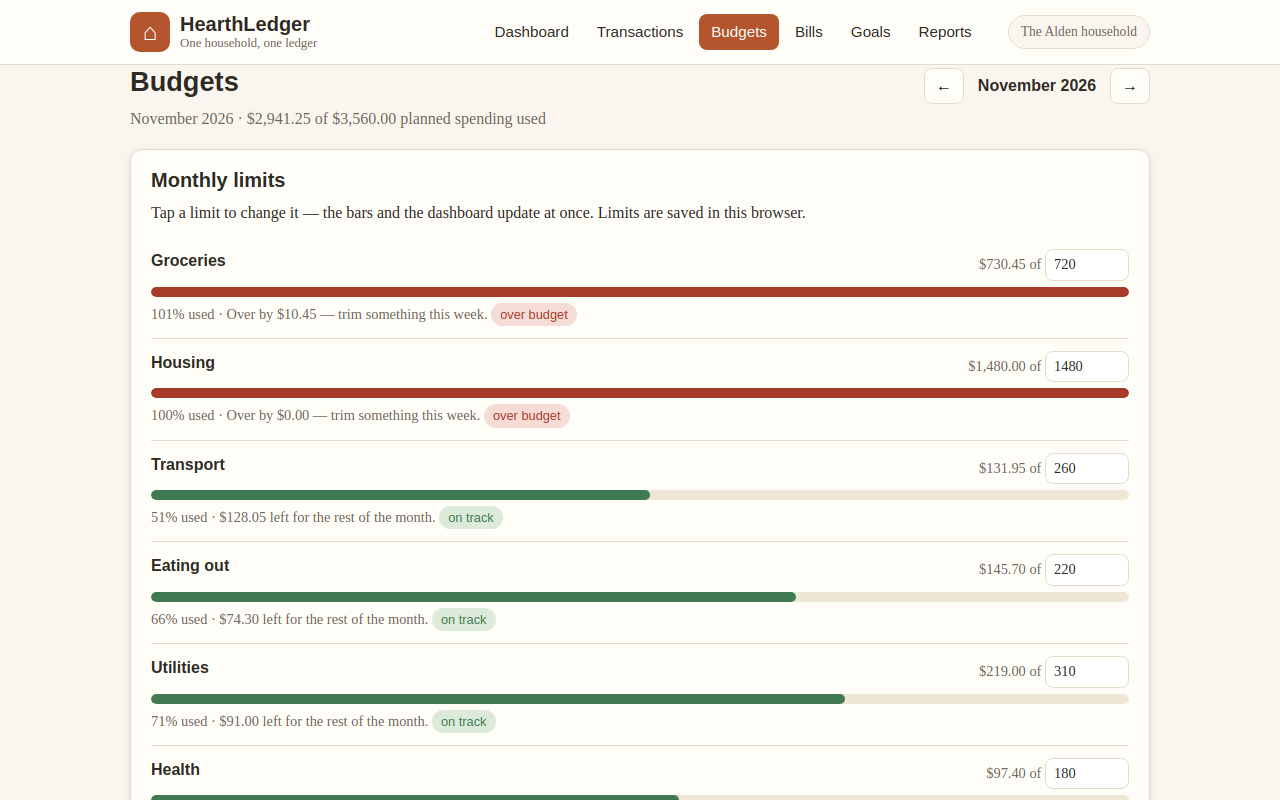 HearthLedger
One household, one ledger
Dashboard Transactions Budgets Bills Goals Reports The Alden household
Budgets
← November 2026 →
November 2026 · $2,941.25 of $3,560.00 planned spending used
Monthly limits
Tap a limit to change it — the bars and the dashboard update at once. Limits are saved in this browser.
Groceries $730.45 of 720
101% used · Over by $10.45 — trim something this week. over budget
Housing $1,480.00 of 1480
100% used · Over by $0.00 — trim something this week. over budget
Transport $131.95 of 260
51% used · $128.05 left for the rest of the month. on track
Eating out $145.70 of 220
66% used · $74.30 left for the rest of the month. on track
Utilities $219.00 of 310
71% used · $91.00 left for the rest of the month. on track
Health $97.40 of 180